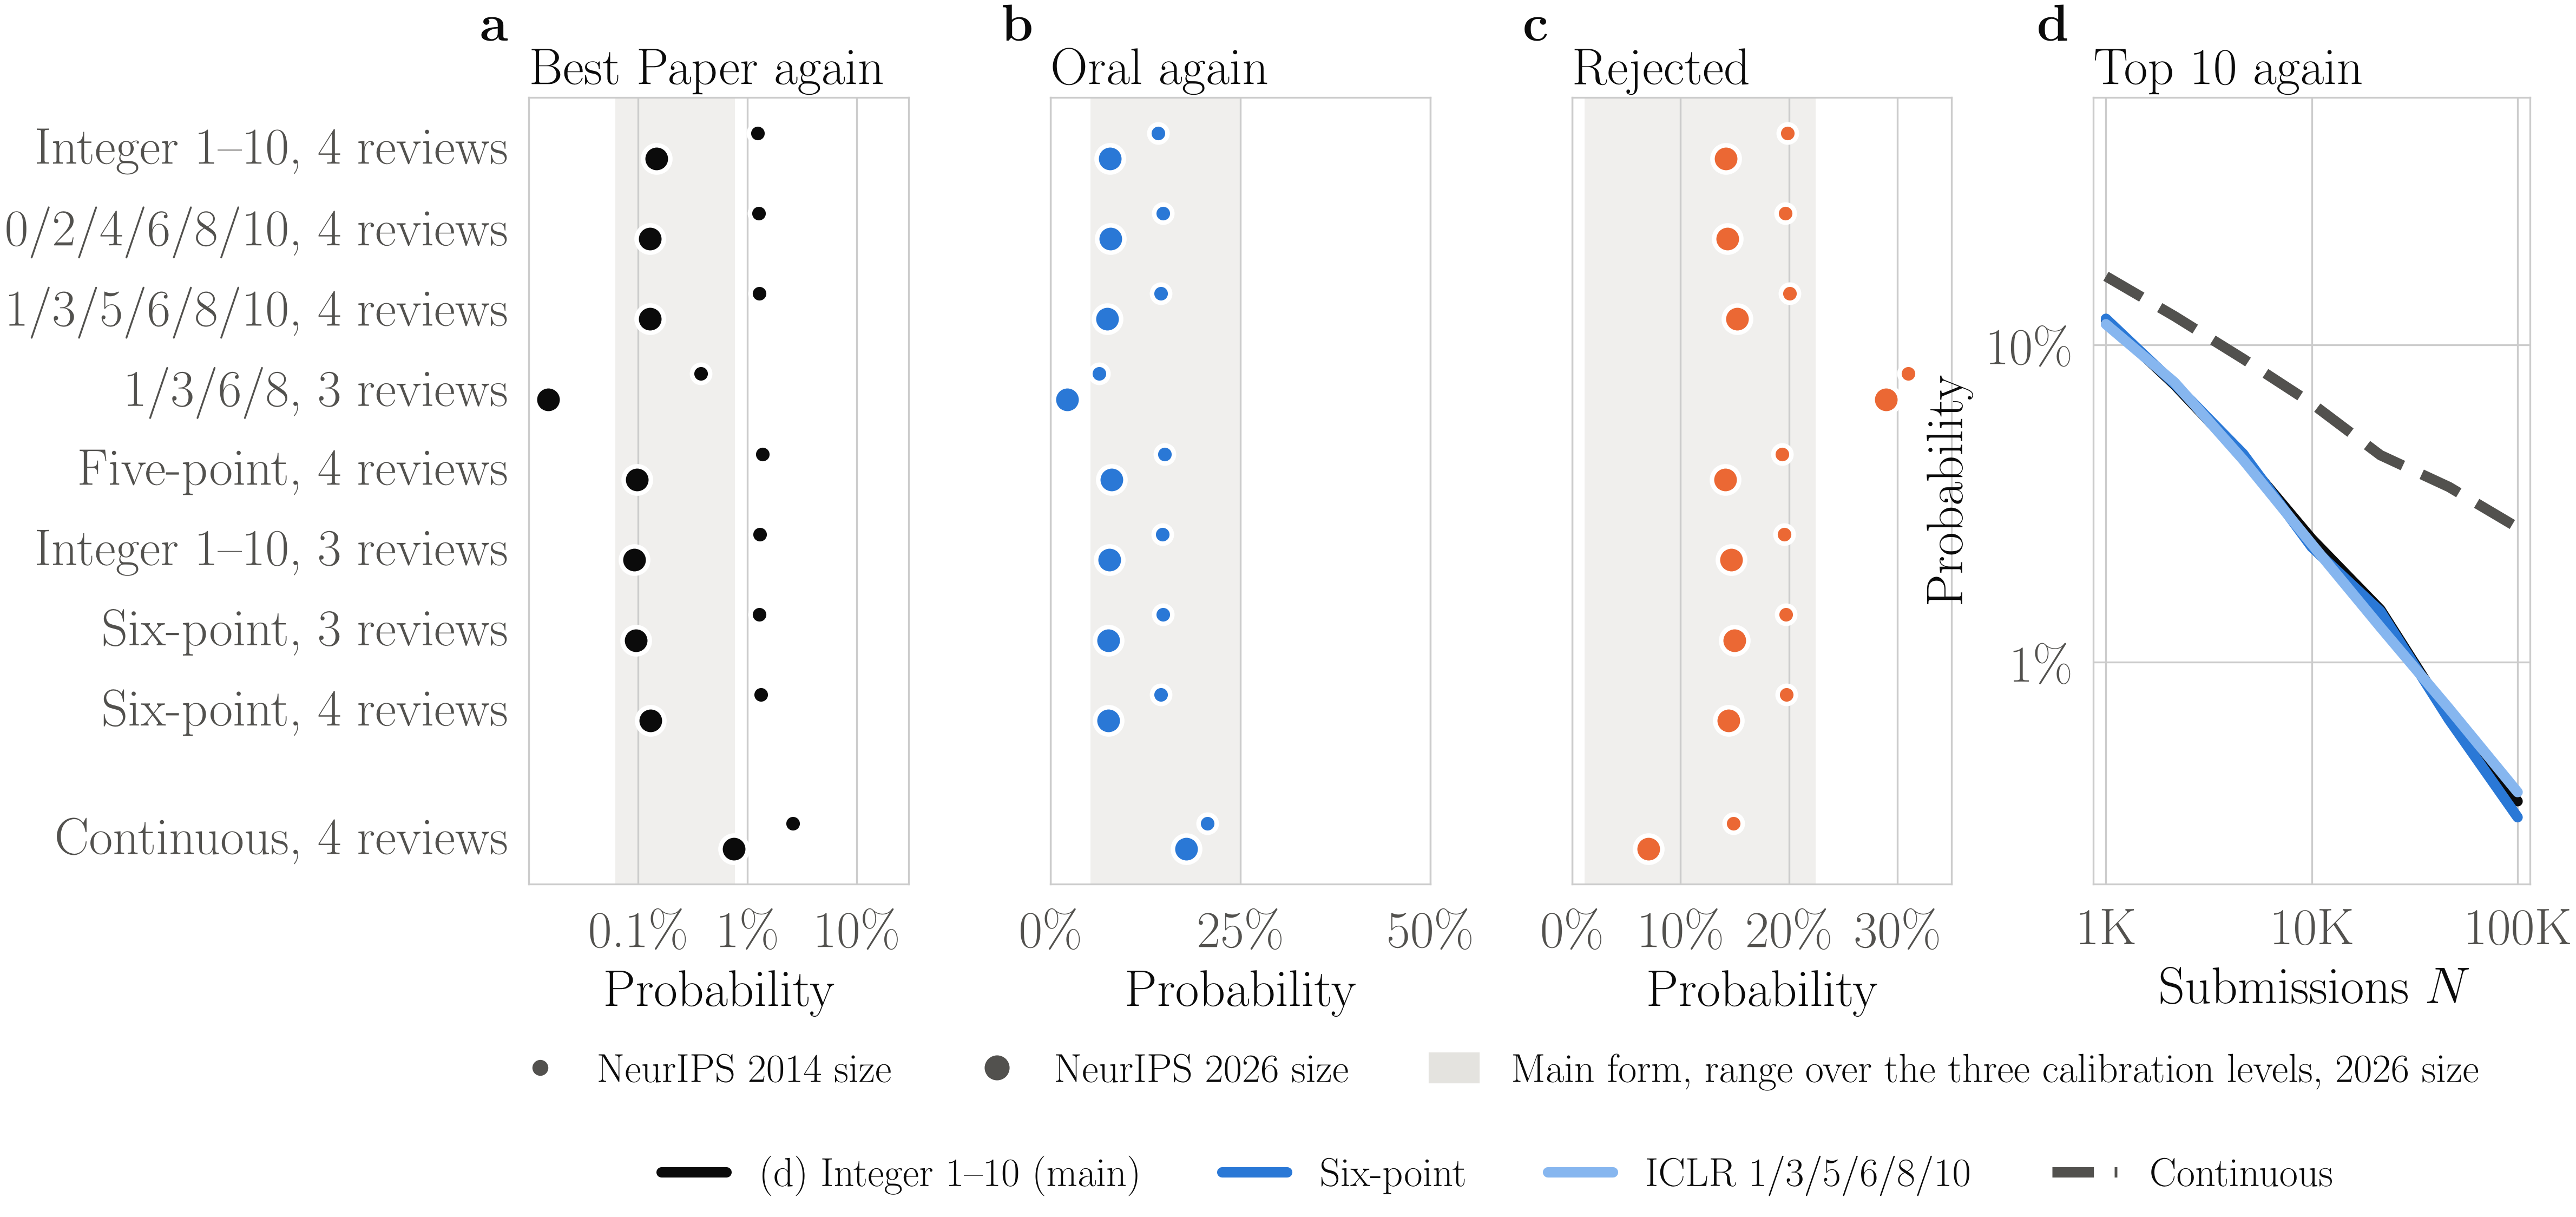 a
Best Paper again
b
Oral again
c
Rejected
d
Top 10 again
Integer 1–10, 4 reviews
0/2/4/6/8/10, 4 reviews
1/3/5/6/8/10, 4 reviews
1/3/6/8, 3 reviews
Five-point, 4 reviews
Integer 1–10, 3 reviews
Six-point, 3 reviews
Six-point, 4 reviews
Continuous, 4 reviews
0.1% 1% 10%
Probability
0% 25% 50%
Probability
0% 10% 20% 30%
Probability
Probability
10%
1%
1K 10K 100K
Submissions N
NeurIPS 2014 size
NeurIPS 2026 size
Main form, range over the three calibration levels, 2026 size
(d) Integer 1–10 (main)
Six-point
ICLR 1/3/5/6/8/10
Continuous